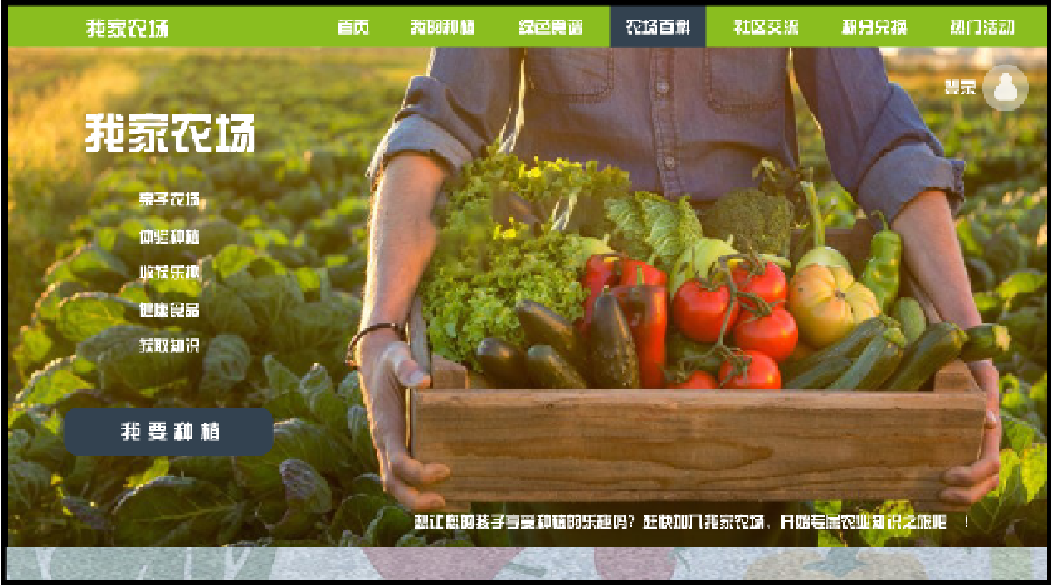 我家农场 首页 我的种植 绿色食谱 农场百科 社区交流 积分兑换 热门活动
登录
我家农场
亲子农场
体验种植
收获乐趣
健康食品
获取知识
我要种植
想让您的孩子享受种植的乐趣吗？赶快加入我家农场，开始专属农业知识之旅吧！